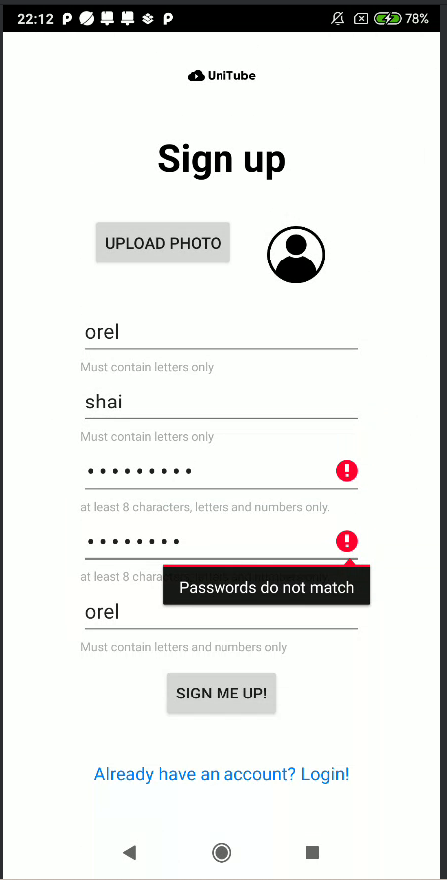 22:12
78%
UniTube
Sign up
UPLOAD PHOTO
orel
Must contain letters only
shai
Must contain letters only
•••••••••
at least 8 characters, letters and numbers only.
••••••••
at least 8 chara
Passwords do not match
orel
Must contain letters and numbers only
SIGN ME UP!
Already have an account? Login!